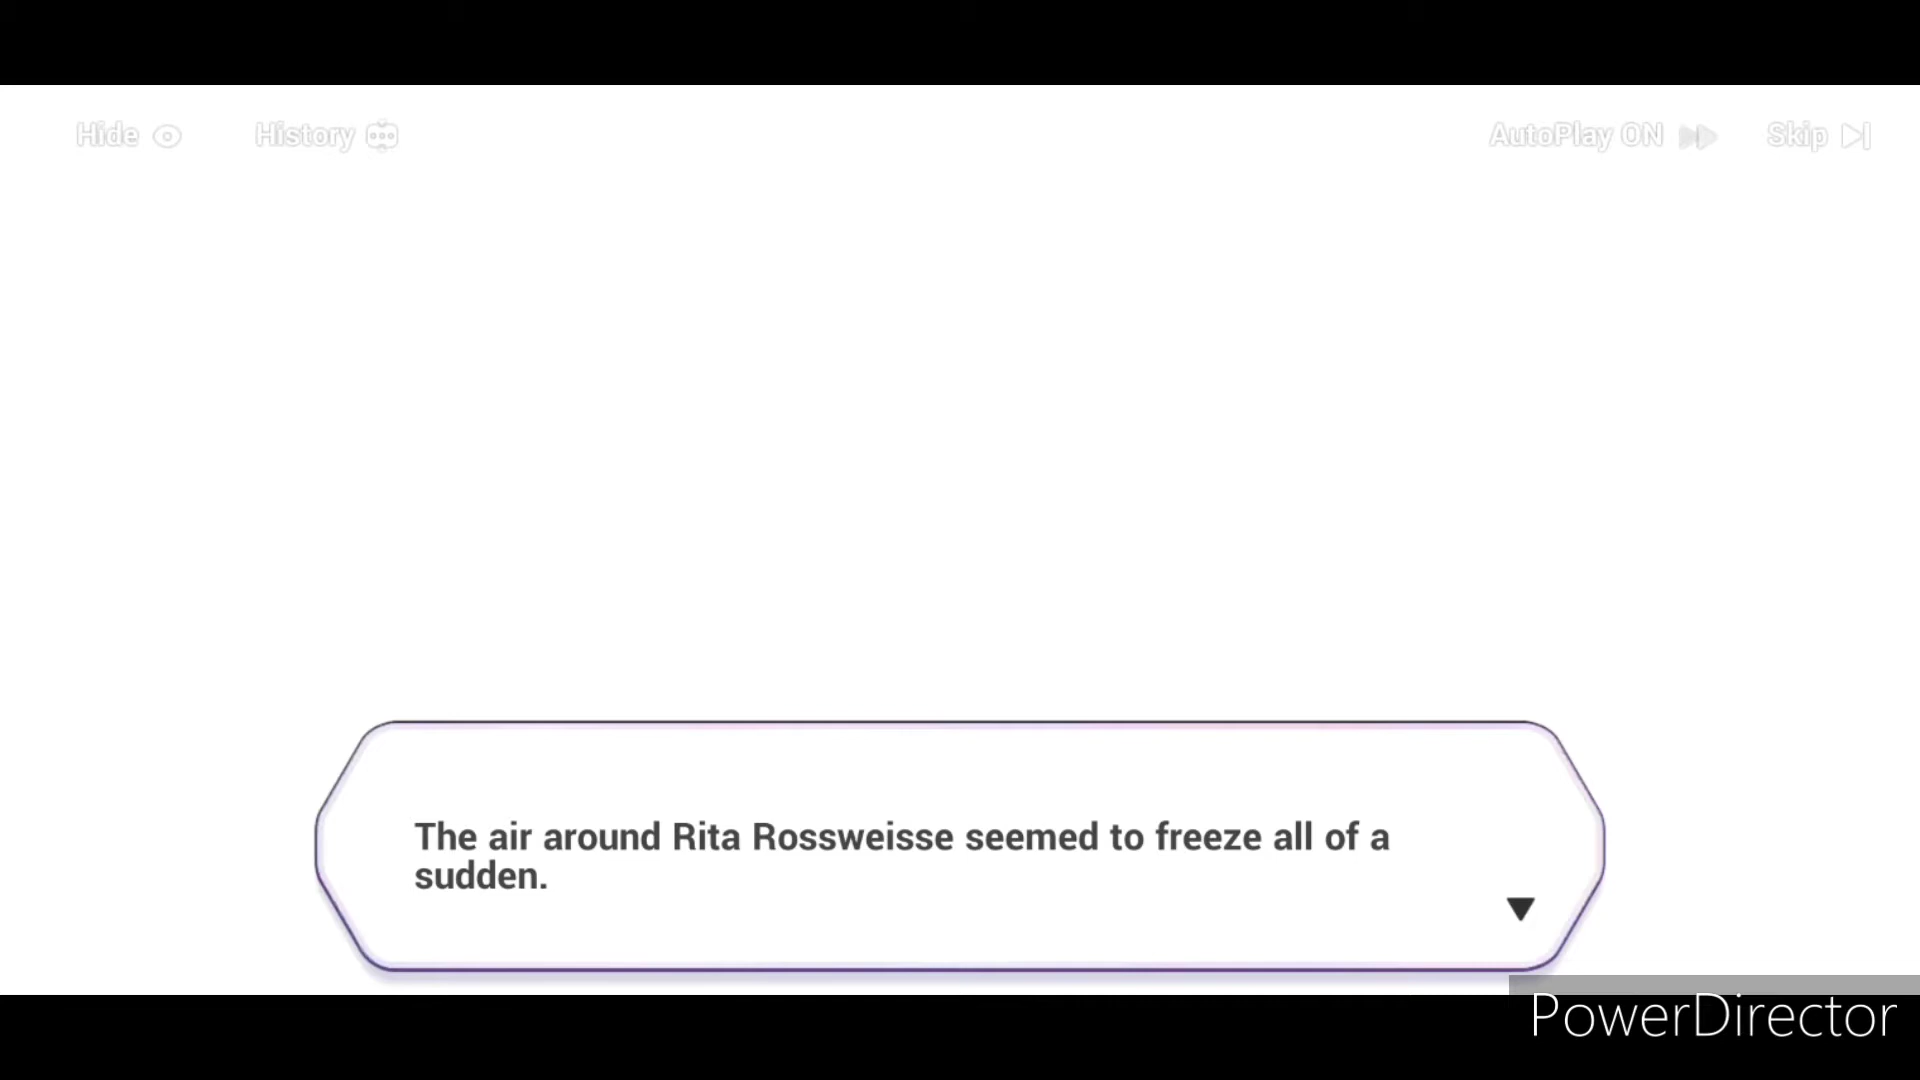 Hide
History
AutoPlay ON
Skip
The air around Rita Rossweisse seemed to freeze all of a
sudden.
PowerDirector